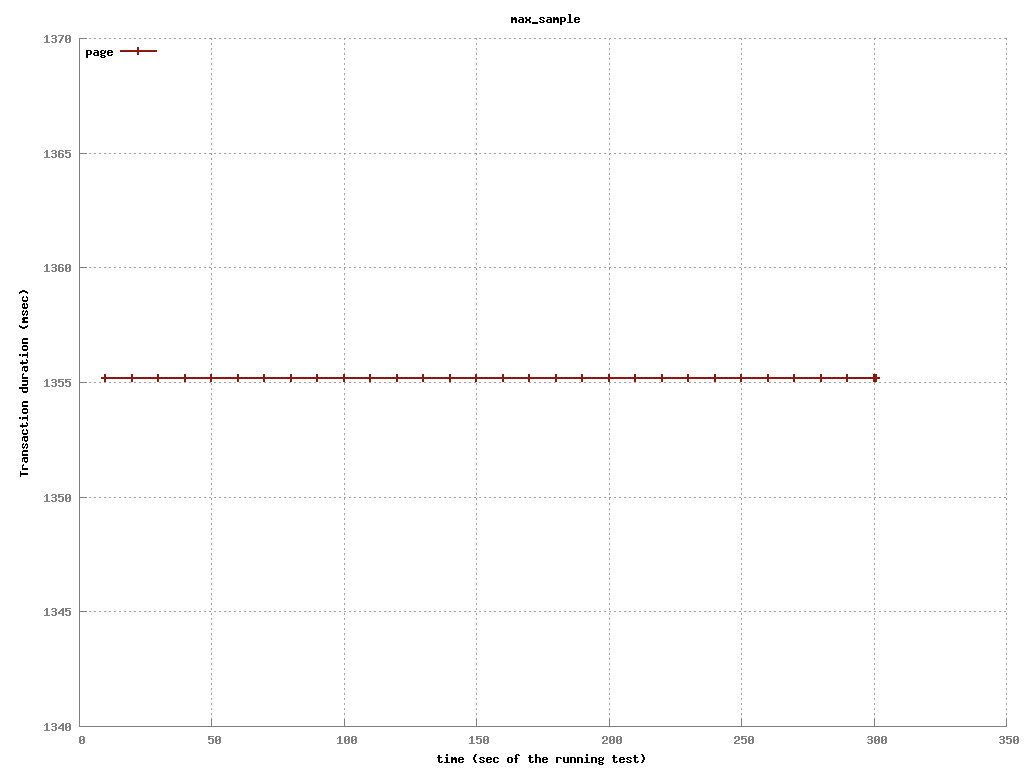 max_sample
1370
page
1365
1360
Transaction duration (msec)
1355
1350
1345
1340
0 50 100 150 200 250 300 350
time (sec of the running test)